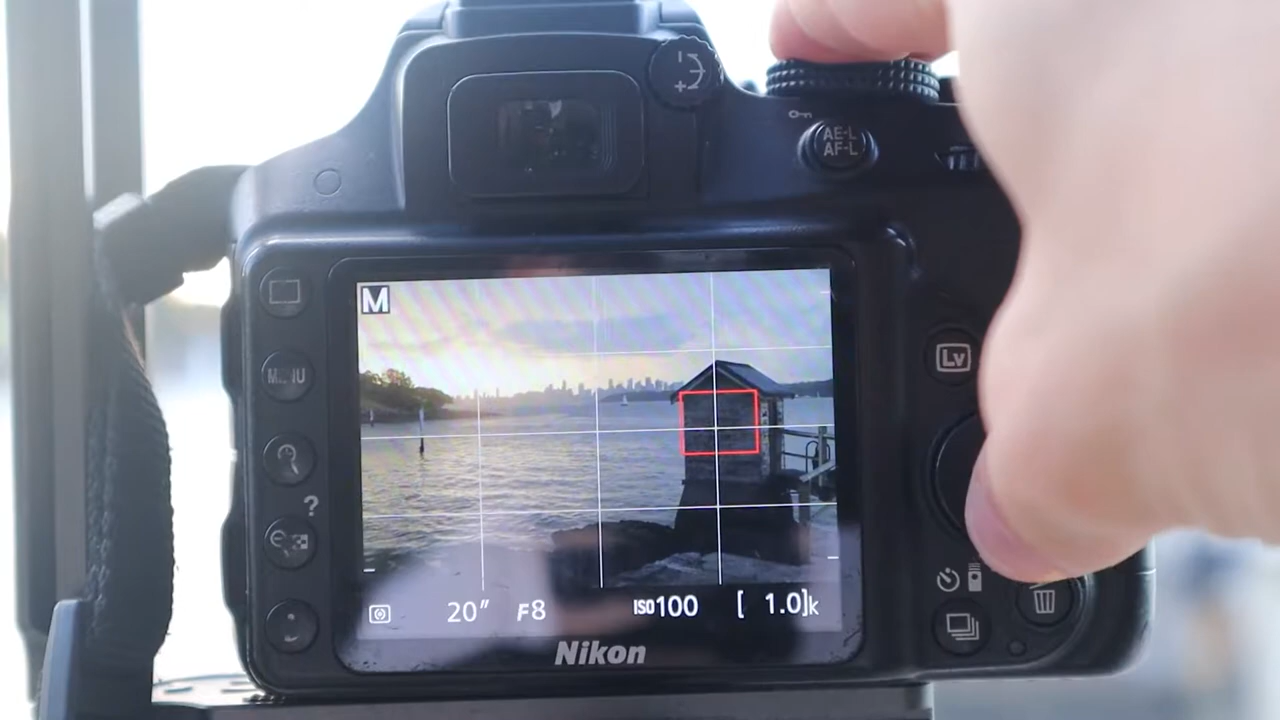 - +
AE-L
AF-L
M
MENU
Lv
?
20" F8 ISO100 [ 1.0]k
Nikon